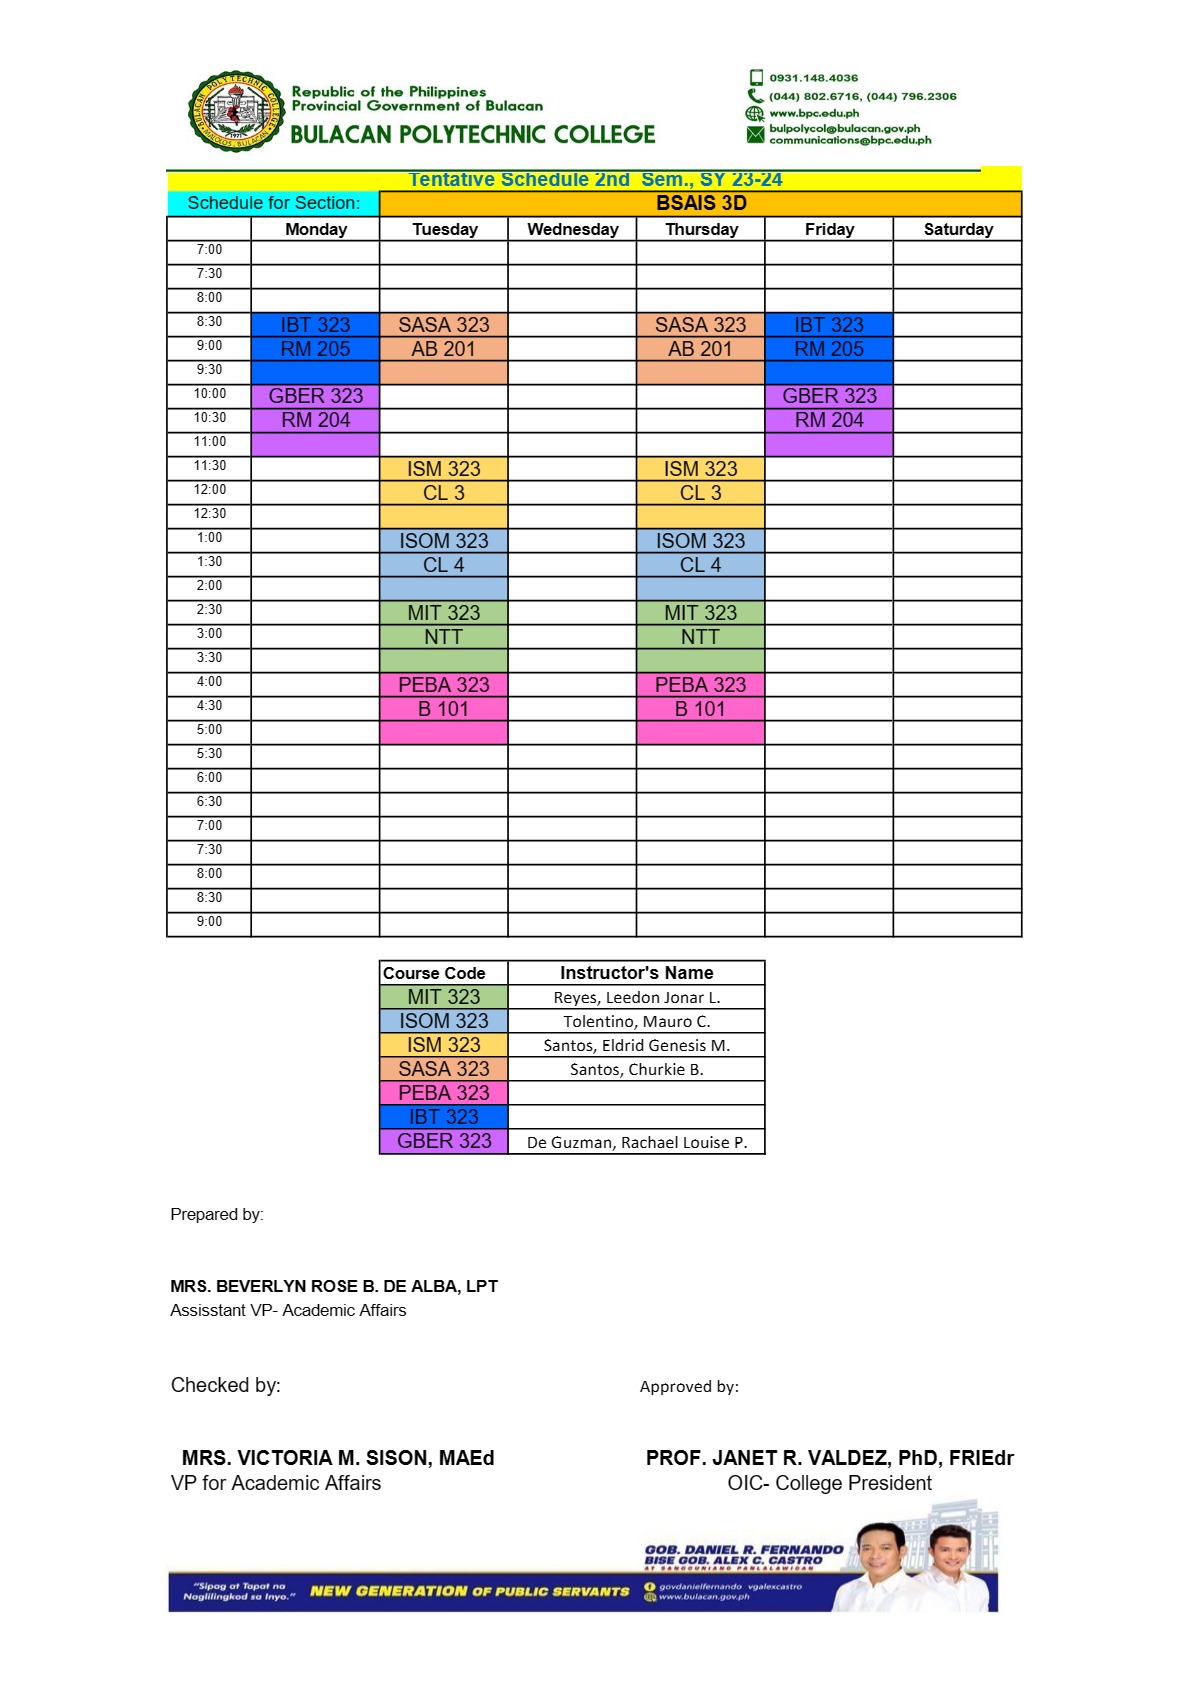 BULACAN POLYTECHNIC COLLEGE
1971
MALOLOS, BULACAN
Republic of the Philippines
Provincial Government of Bulacan
BULACAN POLYTECHNIC COLLEGE
0931.148.4036
(044) 802.6716, (044) 796.2306
www.bpc.edu.ph
bulpolycol@bulacan.gov.ph
communications@bpc.edu.ph
Tentative Schedule 2nd Sem., SY 23-24
Schedule for Section: BSAIS 3D
Monday Tuesday Wednesday Thursday Friday Saturday
7:00
7:30
8:00
8:30 IBT 323 SASA 323 SASA 323 IBT 323
9:00 RM 205 AB 201 AB 201 RM 205
9:30
10:00 GBER 323 GBER 323
10:30 RM 204 RM 204
11:00
11:30 ISM 323 ISM 323
12:00 CL 3 CL 3
12:30
1:00 ISOM 323 ISOM 323
1:30 CL 4 CL 4
2:00
2:30 MIT 323 MIT 323
3:00 NTT NTT
3:30
4:00 PEBA 323 PEBA 323
4:30 B 101 B 101
5:00
5:30
6:00
6:30
7:00
7:30
8:00
8:30
9:00
Course Code Instructor's Name
MIT 323 Reyes, Leedon Jonar L.
ISOM 323 Tolentino, Mauro C.
ISM 323 Santos, Eldrid Genesis M.
SASA 323 Santos, Churkie B.
PEBA 323
IBT 323
GBER 323 De Guzman, Rachael Louise P.
Prepared by:
MRS. BEVERLYN ROSE B. DE ALBA, LPT
Assisstant VP- Academic Affairs
Checked by: Approved by:
MRS. VICTORIA M. SISON, MAEd PROF. JANET R. VALDEZ, PhD, FRIEdr
VP for Academic Affairs OIC- College President
GOB. DANIEL R. FERNANDO
BISE GOB. ALEX C. CASTRO
AT SANGGUNIANG PANLALAWIGAN
"Sipag at Tapat na
Naglilingkod sa Inyo."
NEW GENERATION OF PUBLIC SERVANTS
govdanielfernando vgalexcastro
www.bulacan.gov.ph